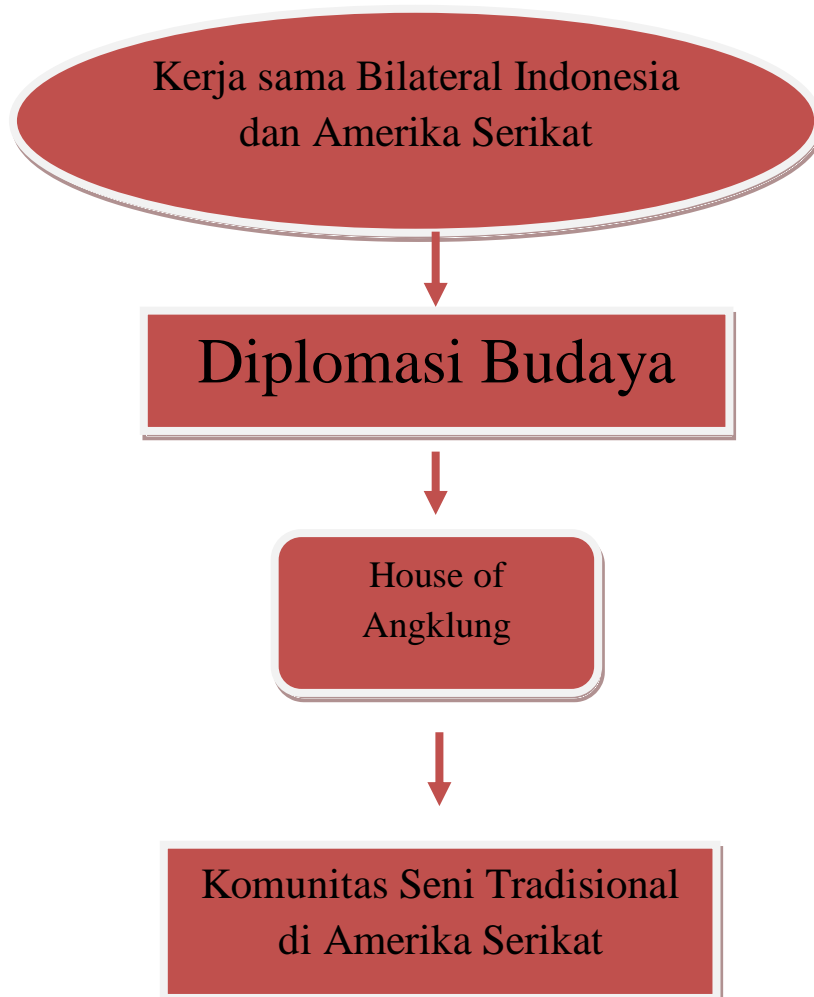 Kerja sama Bilateral Indonesia
dan Amerika Serikat
Diplomasi Budaya
House of
Angklung
Komunitas Seni Tradisional
di Amerika Serikat